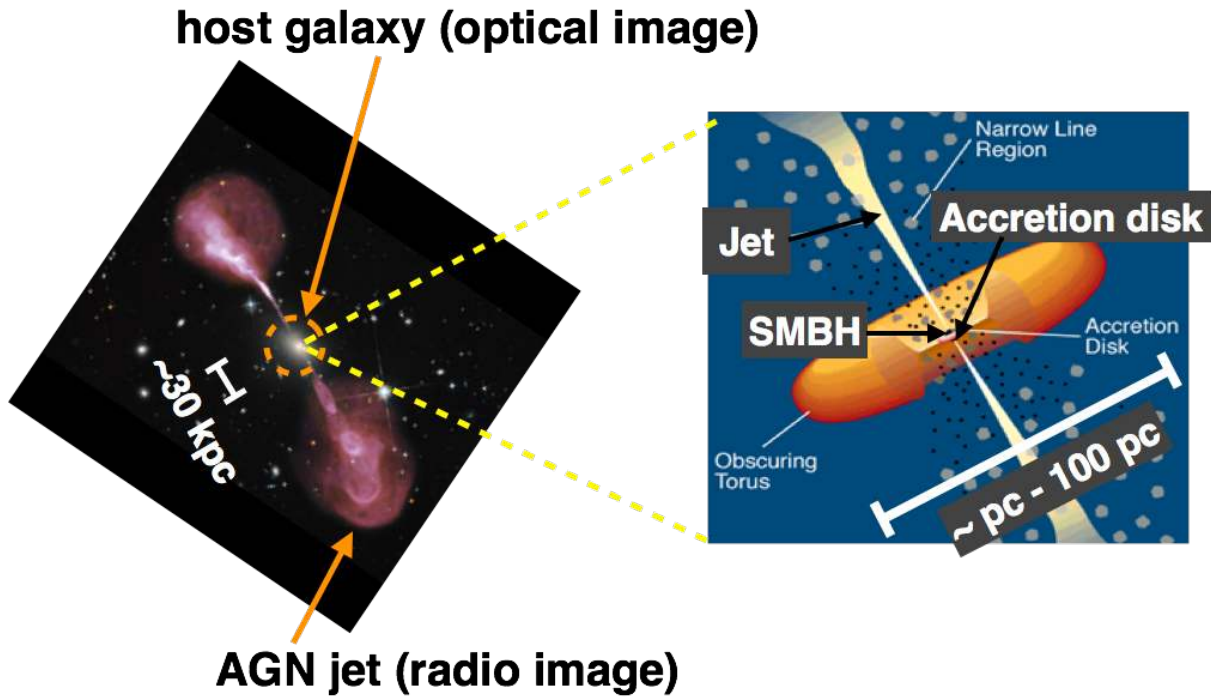 host galaxy (optical image)
~30 kpc
AGN jet (radio image)
Narrow Line
Region
Jet
Accretion disk
SMBH
Accretion
Disk
Obscuring
Torus
~ pc - 100 pc